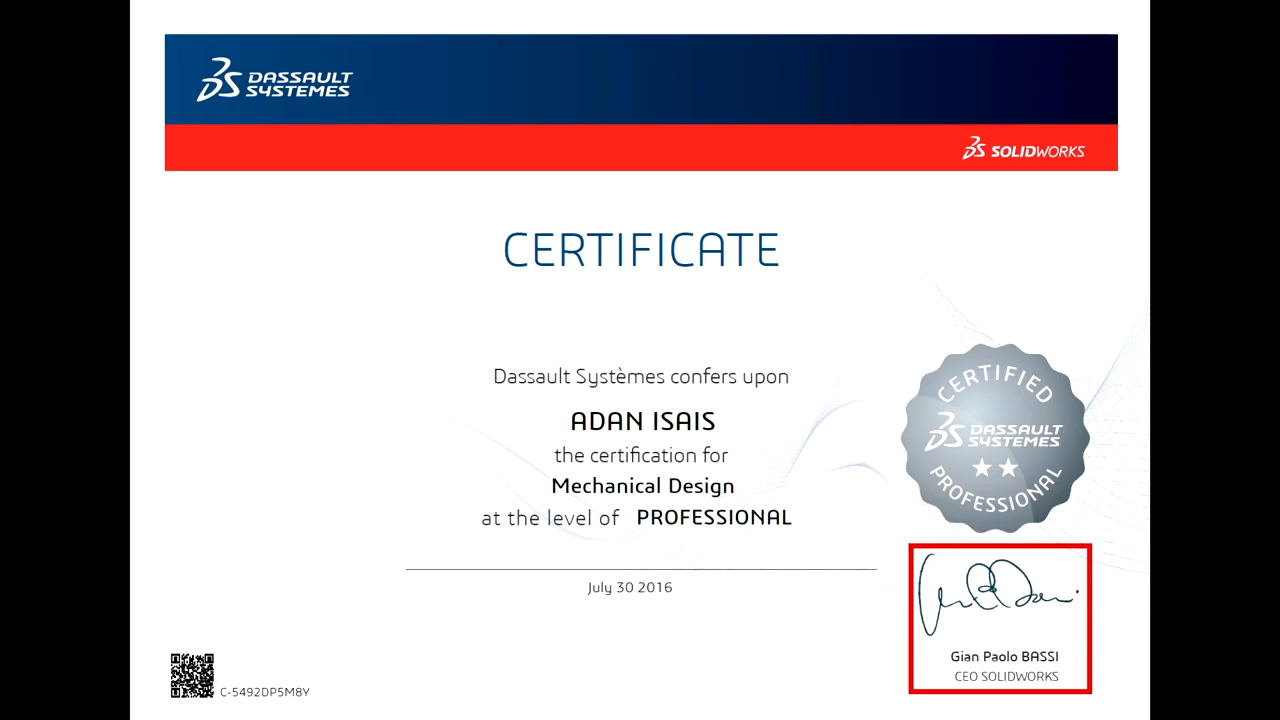 DASSAULT
SYSTEMES
SOLIDWORKS
CERTIFICATE
Dassault Systèmes confers upon
ADAN ISAIS
the certification for
Mechanical Design
at the level of PROFESSIONAL
July 30 2016
CERTIFIED
DASSAULT
SYSTEMES
PROFESSIONAL
Gian Paolo BASSI
CEO SOLIDWORKS
C-5492DP5M8Y